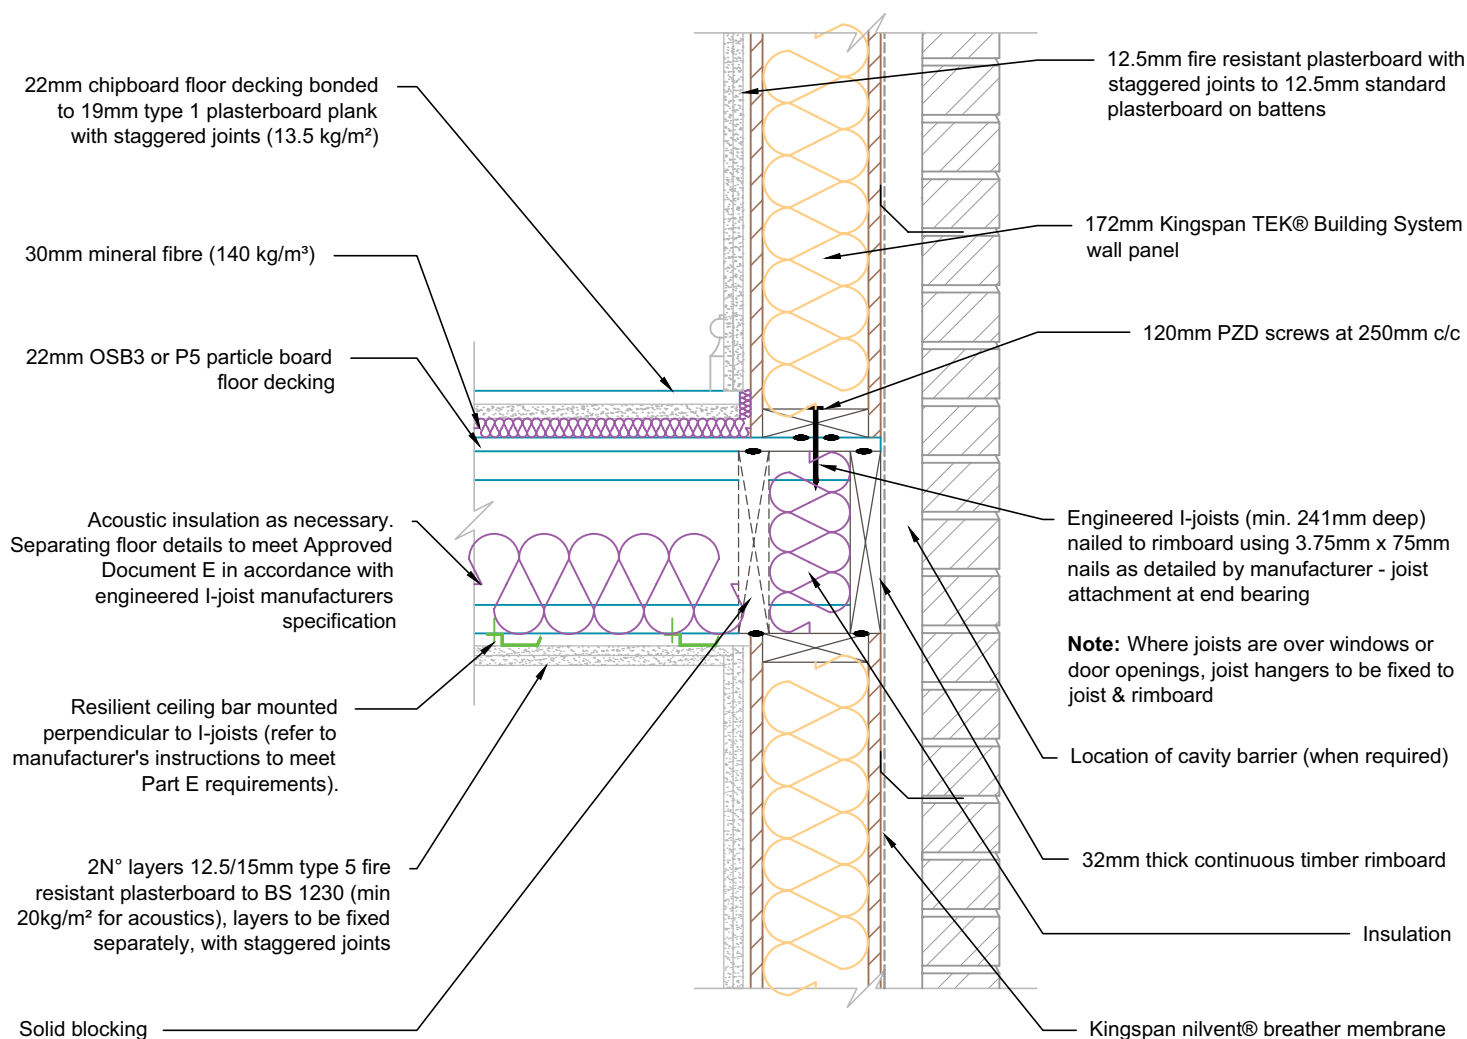 22mm chipboard floor decking bonded
to 19mm type 1 plasterboard plank
with staggered joints (13.5 kg/m²)
30mm mineral fibre (140 kg/m³)
22mm OSB3 or P5 particle board
floor decking
Acoustic insulation as necessary.
Separating floor details to meet Approved
Document E in accordance with
engineered I-joist manufacturers
specification
Resilient ceiling bar mounted
perpendicular to I-joists (refer to
manufacturer's instructions to meet
Part E requirements).
2N° layers 12.5/15mm type 5 fire
resistant plasterboard to BS 1230 (min
20kg/m² for acoustics), layers to be fixed
separately, with staggered joints
Solid blocking
12.5mm fire resistant plasterboard with
staggered joints to 12.5mm standard
plasterboard on battens
172mm Kingspan TEK® Building System
wall panel
120mm PZD screws at 250mm c/c
Engineered I-joists (min. 241mm deep)
nailed to rimboard using 3.75mm x 75mm
nails as detailed by manufacturer - joist
attachment at end bearing
Note: Where joists are over windows or
door openings, joist hangers to be fixed to
joist & rimboard
Location of cavity barrier (when required)
32mm thick continuous timber rimboard
Insulation
Kingspan nilvent® breather membrane